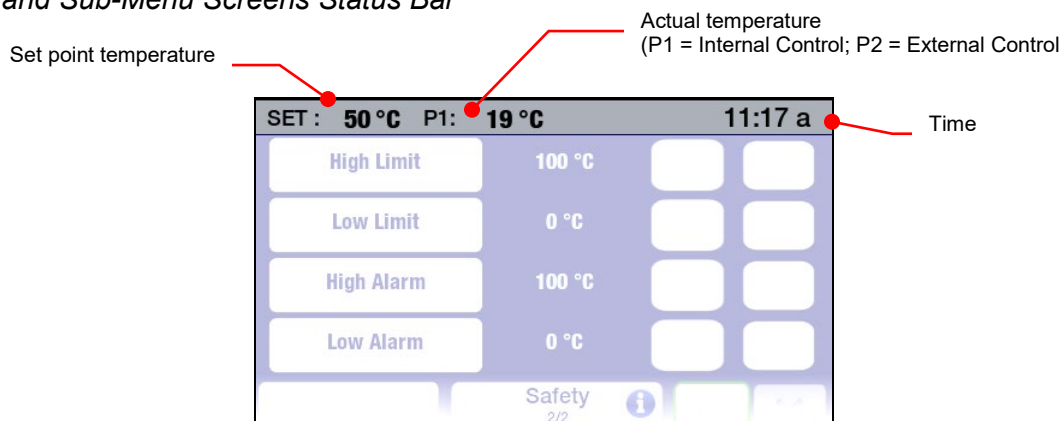 and Sub-Menu Screens Status Bar
Actual temperature
(P1 = Internal Control; P2 = External Control
Set point temperature
SET : 50 °C P1: 19 °C 11:17 a
Time
High Limit 100 °C
Low Limit 0 °C
High Alarm 100 °C
Low Alarm 0 °C
Safety
2/2